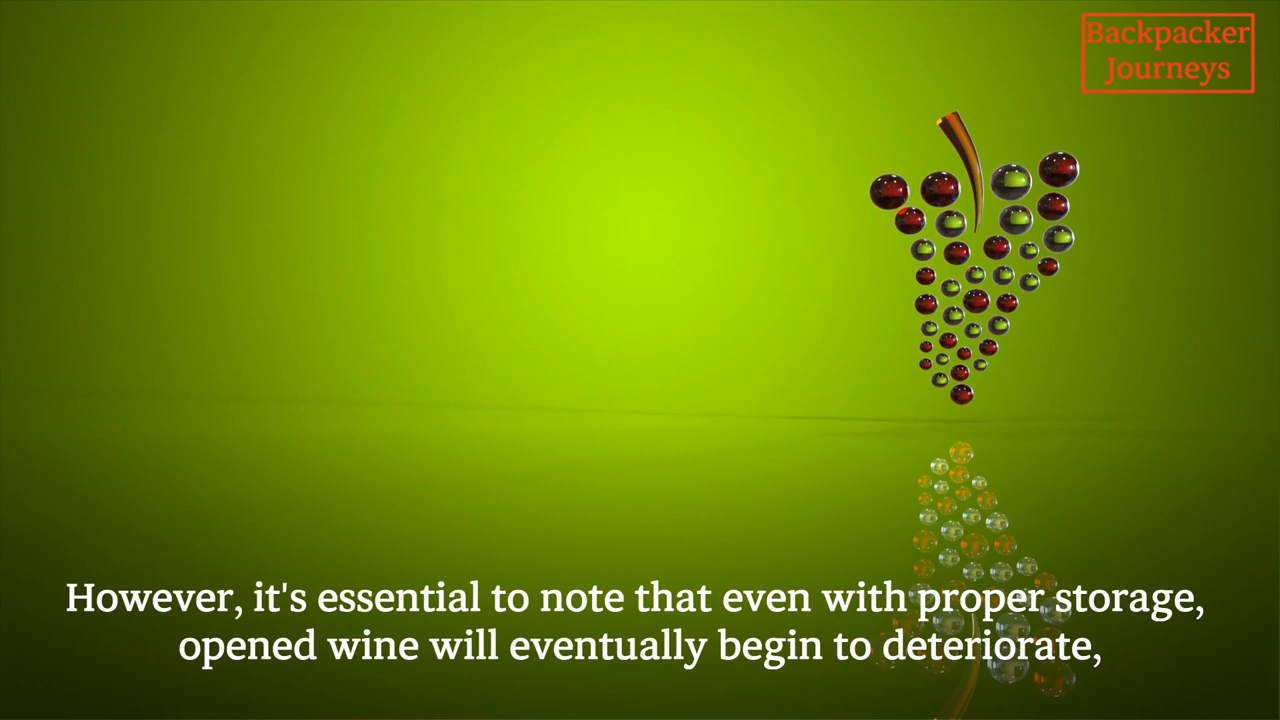 Backpacker
Journeys
However, it's essential to note that even with proper storage,
opened wine will eventually begin to deteriorate,